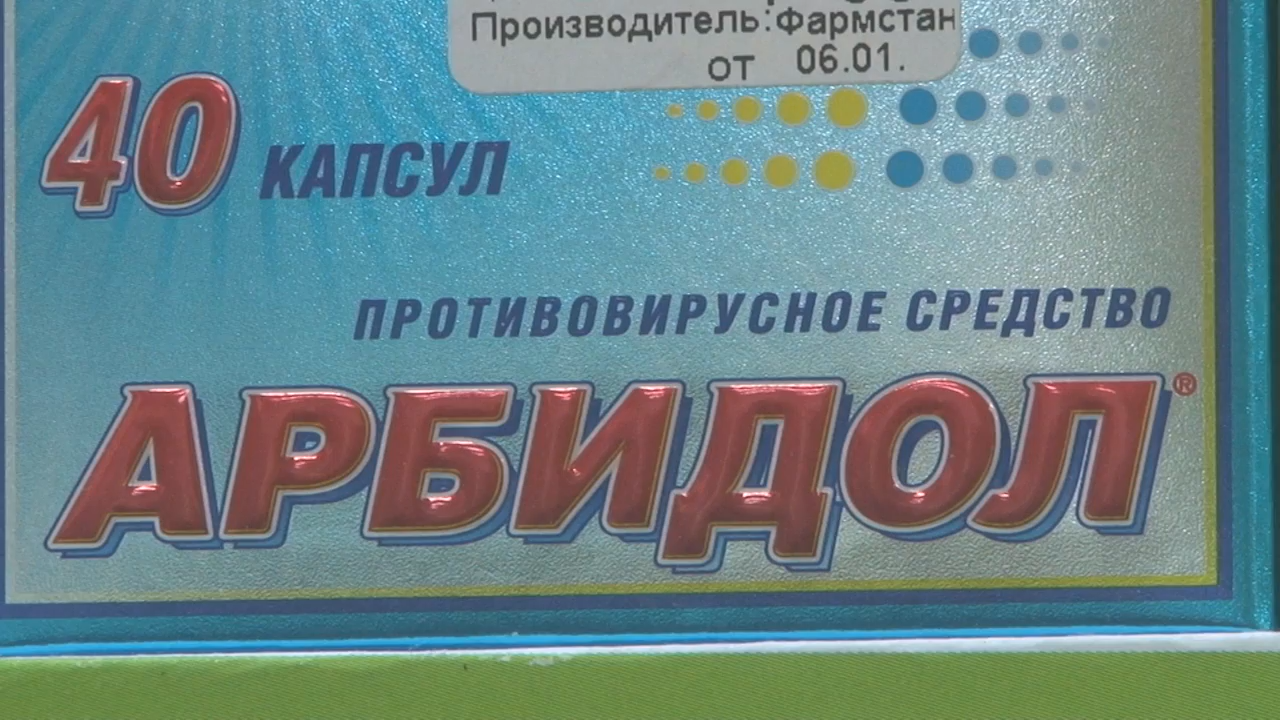 Производитель:Фармстан
от 06.01.
40 КАПСУЛ
ПРОТИВОВИРУСНОЕ СРЕДСТВО
АРБИДОЛ®